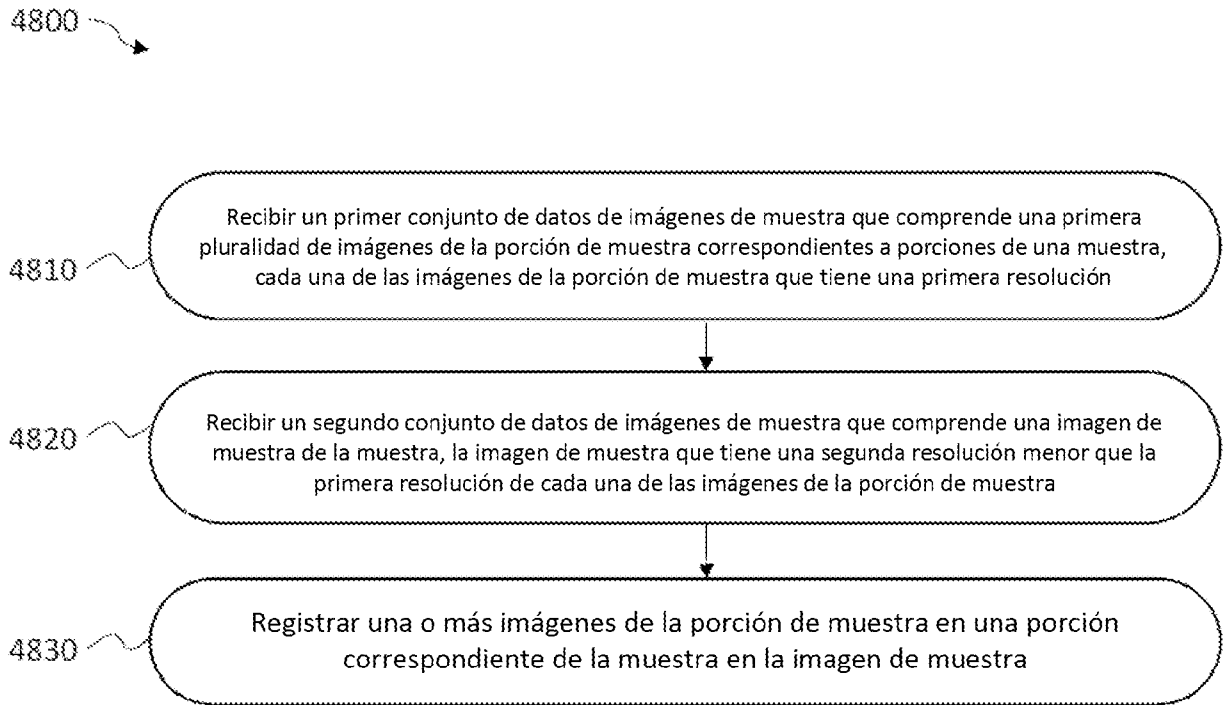 4800
Recibir un primer conjunto de datos de imágenes de muestra que comprende una primera
pluralidad de imágenes de la porción de muestra correspondientes a porciones de una muestra,
4810
cada una de las imágenes de la porción de muestra que tiene una primera resolución
Recibir un segundo conjunto de datos de imágenes de muestra que comprende una imagen de
4820
muestra de la muestra, la imagen de muestra que tiene una segunda resolución menor que la
primera resolución de cada una de las imágenes de la porción de muestra
Registrar una o más imágenes de la porción de muestra en una porción
4830
correspondiente de la muestra en la imagen de muestra